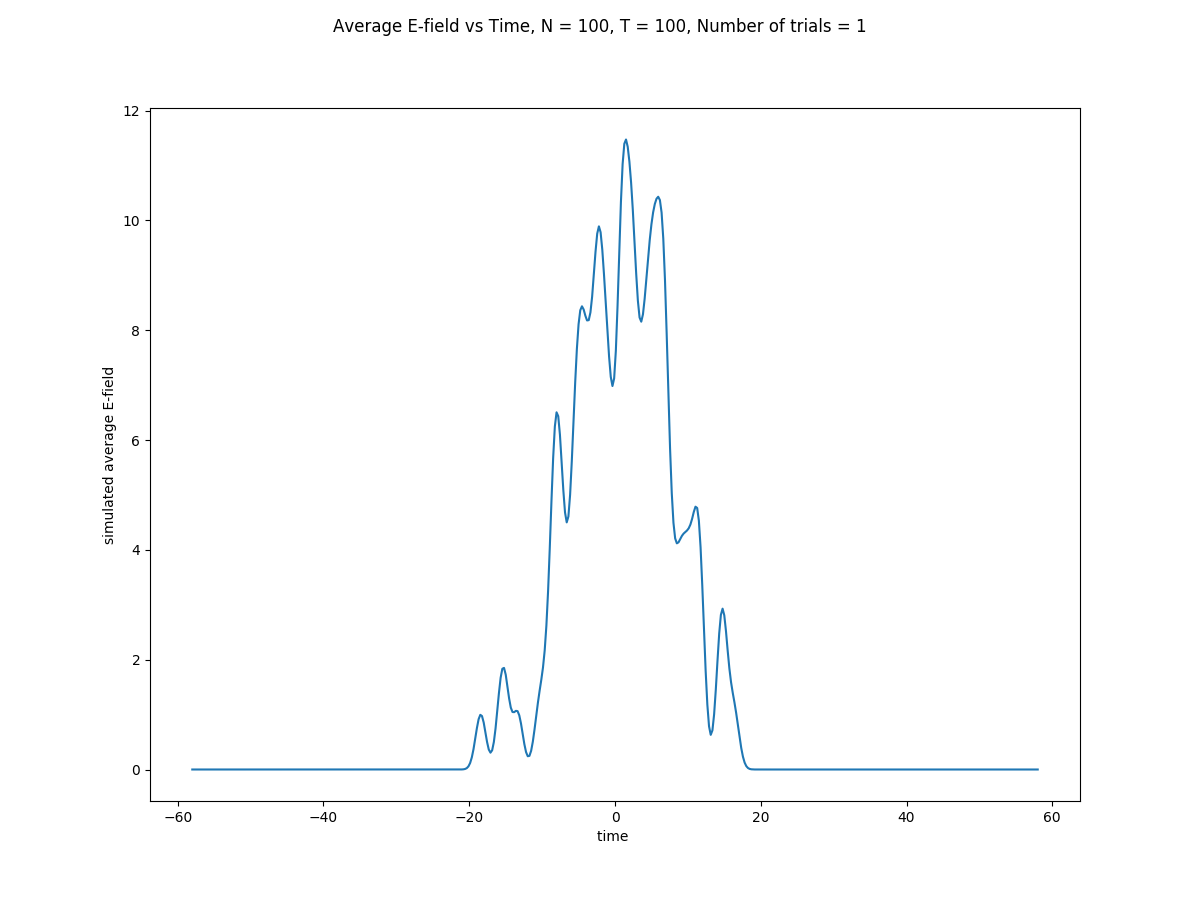 Average E-field vs Time, N = 100, T = 100, Number of trials = 1
12
10
8
6
4
2
0
simulated average E-field
−60 −40 −20 0 20 40 60
time